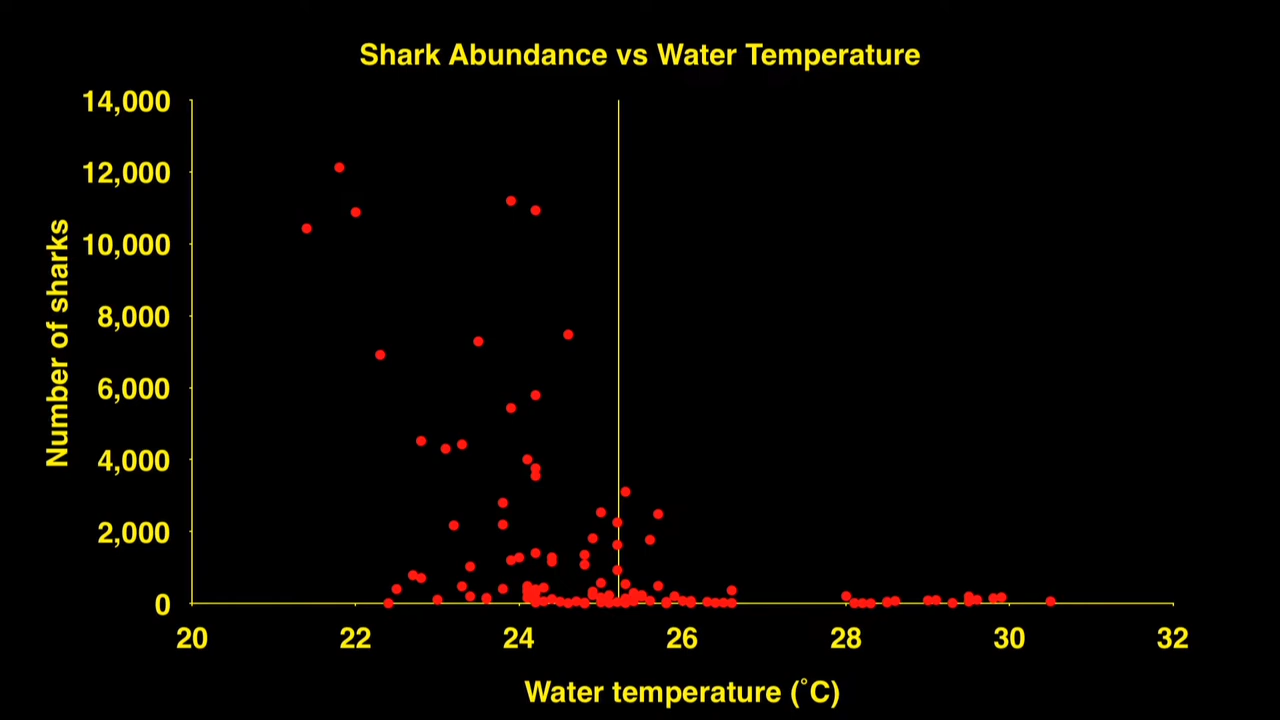 Shark Abundance vs Water Temperature
14,000
12,000
10,000
8,000
6,000
4,000
2,000
0
Number of sharks
20 22 24 26 28 30 32
Water temperature (˚C)